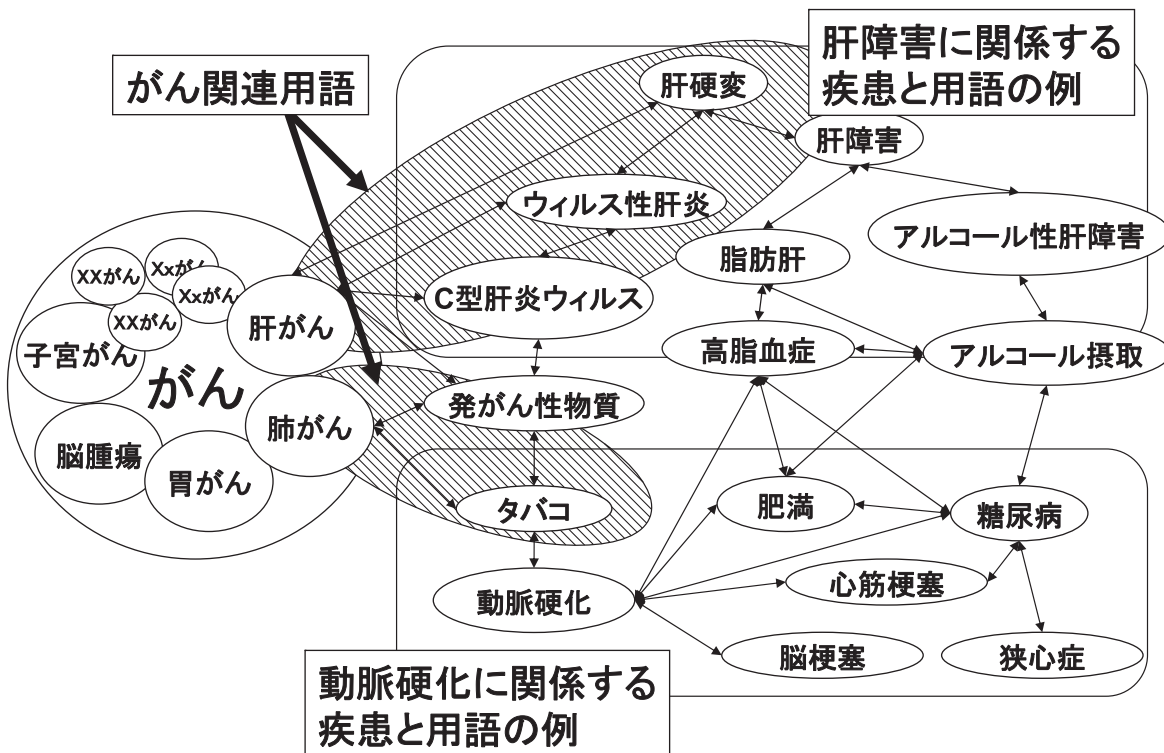 肝障害に関係する
疾患と用語の例
がん関連用語
肝硬変
肝障害
ウィルス性肝炎
アルコール性肝障害
脂肪肝
XXがん
Xxがん
Xxがん
XXがん
C型肝炎ウィルス
肝がん
子宮がん
高脂血症
アルコール摂取
がん
発がん性物質
肺がん
脳腫瘍
胃がん
タバコ
肥満
糖尿病
心筋梗塞
動脈硬化
脳梗塞
狭心症
動脈硬化に関係する
疾患と用語の例